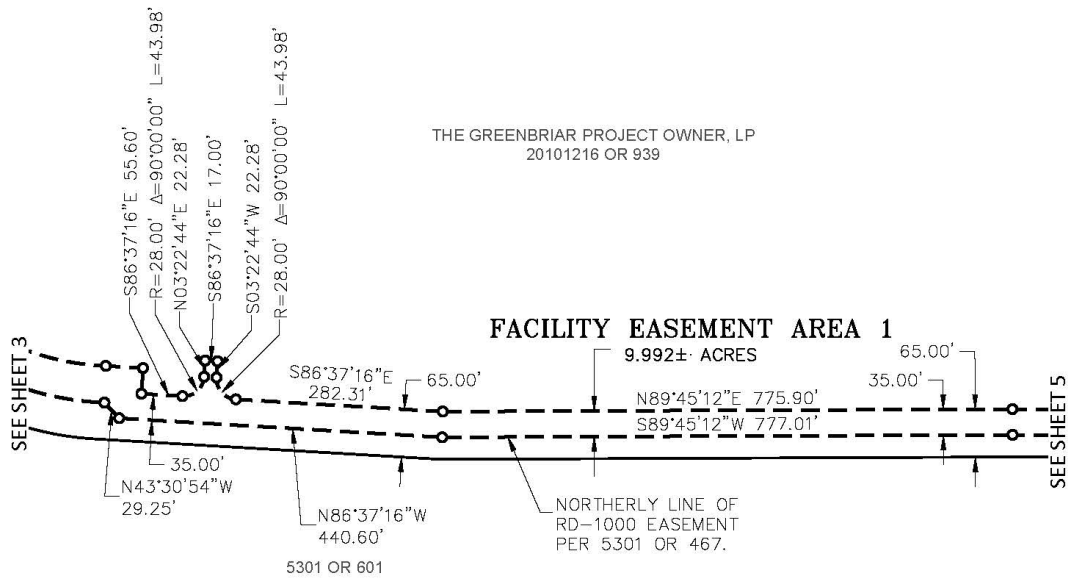 S86°37'16"E 55.60'
R=28.00' Δ=90°00'00" L=43.98'
N03°22'44"E 22.28'
S86°37'16"E 17.00'
S03°22'44"W 22.28'
R=28.00' Δ=90°00'00" L=43.98'
THE GREENBRIAR PROJECT OWNER, LP
20101216 OR 939
FACILITY EASEMENT AREA 1
9.992± ACRES
SEE SHEET 3
S86°37'16"E
282.31'
65.00'
N89°45'12"E 775.90'
S89°45'12"W 777.01'
35.00'
65.00'
SEE SHEET 5
35.00'
N43°30'54"W
29.25'
N86°37'16"W
440.60'
NORTHERLY LINE OF
RD-1000 EASEMENT
PER 5301 OR 467.
5301 OR 601